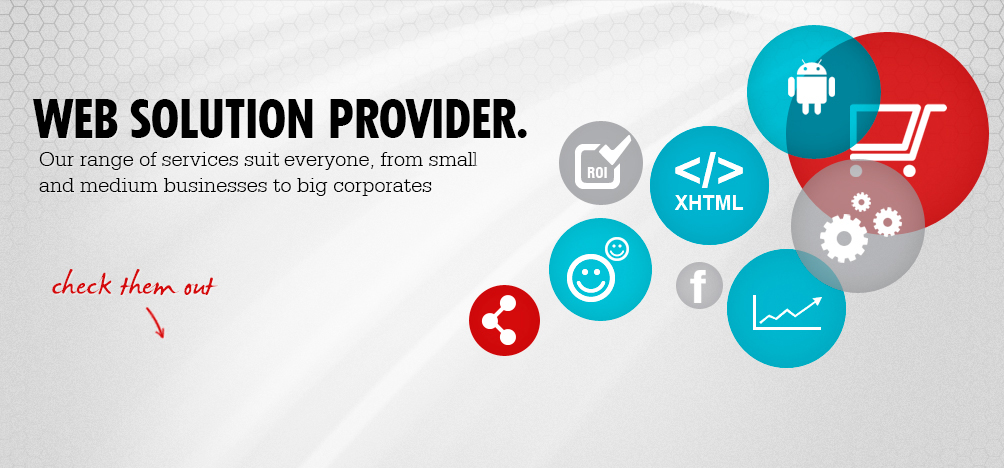 WEB SOLUTION PROVIDER.
Our range of services suit everyone, from small
and medium businesses to big corporates
ROI
</>
XHTML
f
check them out